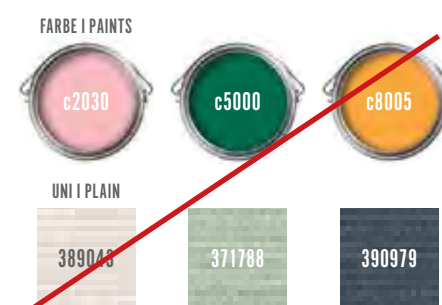 FARBE I PAINTS
c2030 c5000 c8005
UNI I PLAIN
389043 371788 390979